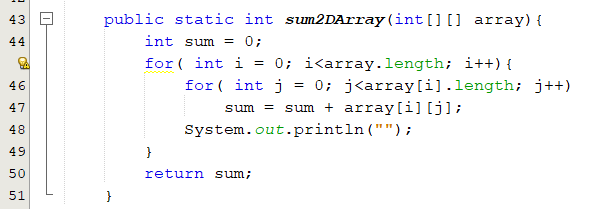 43 public static int sum2DArray(int[][] array){
44 int sum = 0;
for( int i = 0; i<array.length; i++){
46 for( int j = 0; j<array[i].length; j++)
47 sum = sum + array[i][j];
48 System.out.println("");
49 }
50 return sum;
51 }